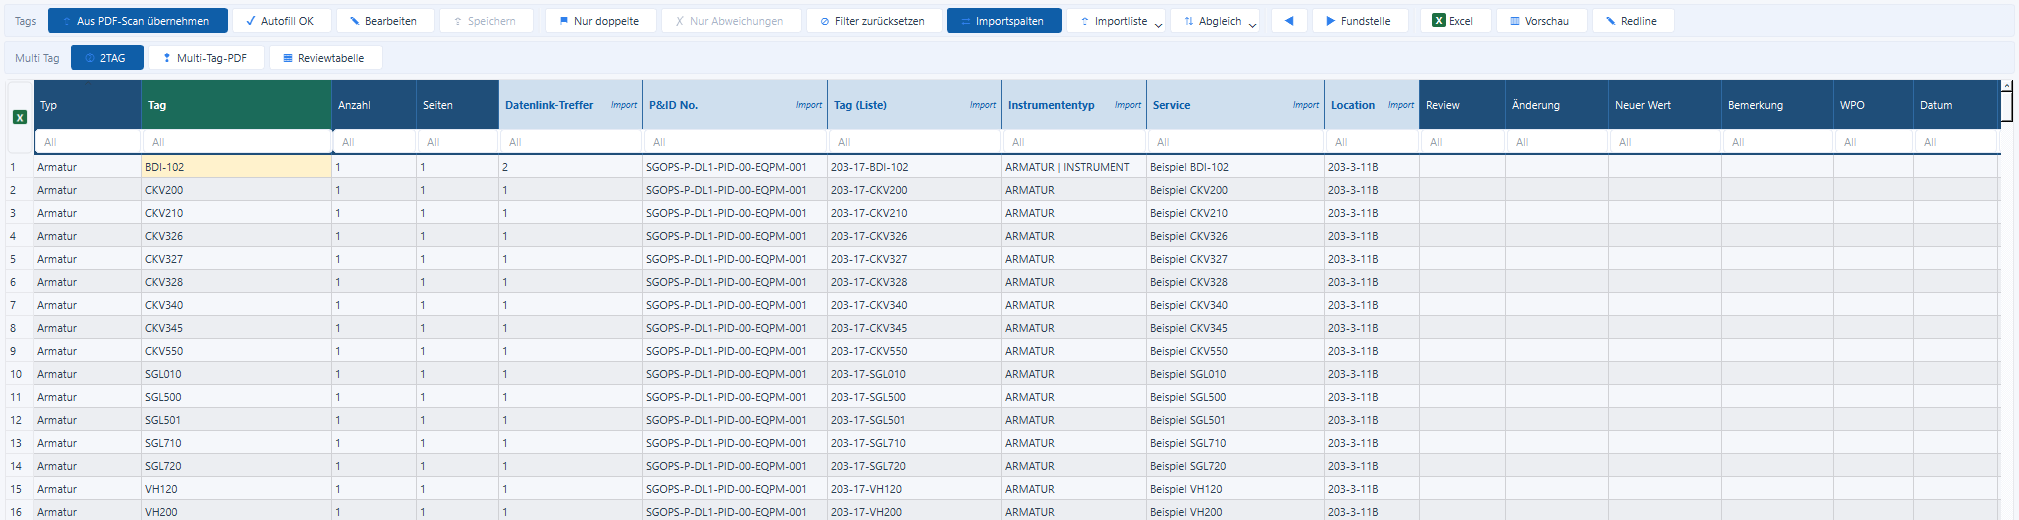 Tags Aus PDF-Scan übernehmen Autofill OK Bearbeiten Speichern Nur doppelte Nur Abweichungen Filter zurücksetzen Importspalten Importliste Abgleich Fundstelle Excel Vorschau Redline
Multi Tag 2TAG Multi-Tag-PDF Reviewtabelle
Typ Tag Anzahl Seiten Datenlink-Treffer Import P&ID No. Import Tag (Liste) Import Instrumententyp Import Service Import Location Import Review Änderung Neuer Wert Bemerkung WPO Datum
All All All All All All All All All All All All All All All All
1 Armatur BDI-102 1 1 2 SGOPS-P-DL1-PID-00-EQPM-001 203-17-BDI-102 ARMATUR | INSTRUMENT Beispiel BDI-102 203-3-11B
2 Armatur CKV200 1 1 1 SGOPS-P-DL1-PID-00-EQPM-001 203-17-CKV200 ARMATUR Beispiel CKV200 203-3-11B
3 Armatur CKV210 1 1 1 SGOPS-P-DL1-PID-00-EQPM-001 203-17-CKV210 ARMATUR Beispiel CKV210 203-3-11B
4 Armatur CKV326 1 1 1 SGOPS-P-DL1-PID-00-EQPM-001 203-17-CKV326 ARMATUR Beispiel CKV326 203-3-11B
5 Armatur CKV327 1 1 1 SGOPS-P-DL1-PID-00-EQPM-001 203-17-CKV327 ARMATUR Beispiel CKV327 203-3-11B
6 Armatur CKV328 1 1 1 SGOPS-P-DL1-PID-00-EQPM-001 203-17-CKV328 ARMATUR Beispiel CKV328 203-3-11B
7 Armatur CKV340 1 1 1 SGOPS-P-DL1-PID-00-EQPM-001 203-17-CKV340 ARMATUR Beispiel CKV340 203-3-11B
8 Armatur CKV345 1 1 1 SGOPS-P-DL1-PID-00-EQPM-001 203-17-CKV345 ARMATUR Beispiel CKV345 203-3-11B
9 Armatur CKV550 1 1 1 SGOPS-P-DL1-PID-00-EQPM-001 203-17-CKV550 ARMATUR Beispiel CKV550 203-3-11B
10 Armatur SGL010 1 1 1 SGOPS-P-DL1-PID-00-EQPM-001 203-17-SGL010 ARMATUR Beispiel SGL010 203-3-11B
11 Armatur SGL500 1 1 1 SGOPS-P-DL1-PID-00-EQPM-001 203-17-SGL500 ARMATUR Beispiel SGL500 203-3-11B
12 Armatur SGL501 1 1 1 SGOPS-P-DL1-PID-00-EQPM-001 203-17-SGL501 ARMATUR Beispiel SGL501 203-3-11B
13 Armatur SGL710 1 1 1 SGOPS-P-DL1-PID-00-EQPM-001 203-17-SGL710 ARMATUR Beispiel SGL710 203-3-11B
14 Armatur SGL720 1 1 1 SGOPS-P-DL1-PID-00-EQPM-001 203-17-SGL720 ARMATUR Beispiel SGL720 203-3-11B
15 Armatur VH120 1 1 1 SGOPS-P-DL1-PID-00-EQPM-001 203-17-VH120 ARMATUR Beispiel VH120 203-3-11B
16 Armatur VH200 1 1 1 SGOPS-P-DL1-PID-00-EQPM-001 203-17-VH200 ARMATUR Beispiel VH200 203-3-11B